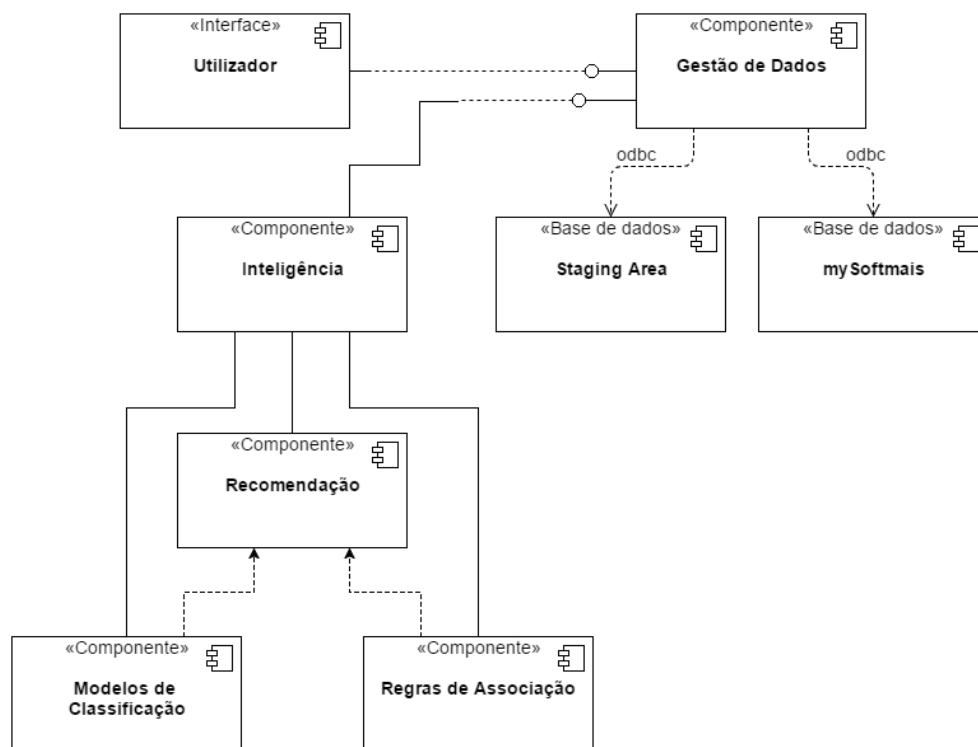 «Interface»
Utilizador
«Componente»
Gestão de Dados
odbc
odbc
«Componente»
Inteligência
«Base de dados»
Staging Area
«Base de dados»
mySoftmais
«Componente»
Recomendação
«Componente»
Modelos de
Classificação
«Componente»
Regras de Associação